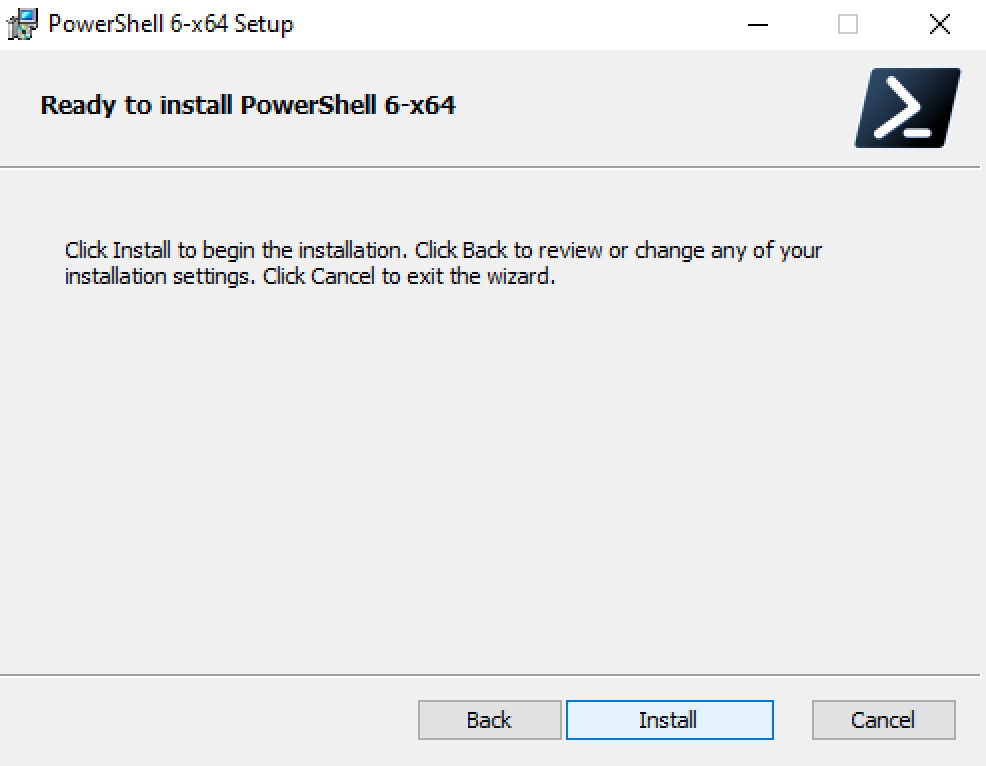 PowerShell 6-x64 Setup
Ready to install PowerShell 6-x64
Click Install to begin the installation. Click Back to review or change any of your
installation settings. Click Cancel to exit the wizard.
Back Install Cancel